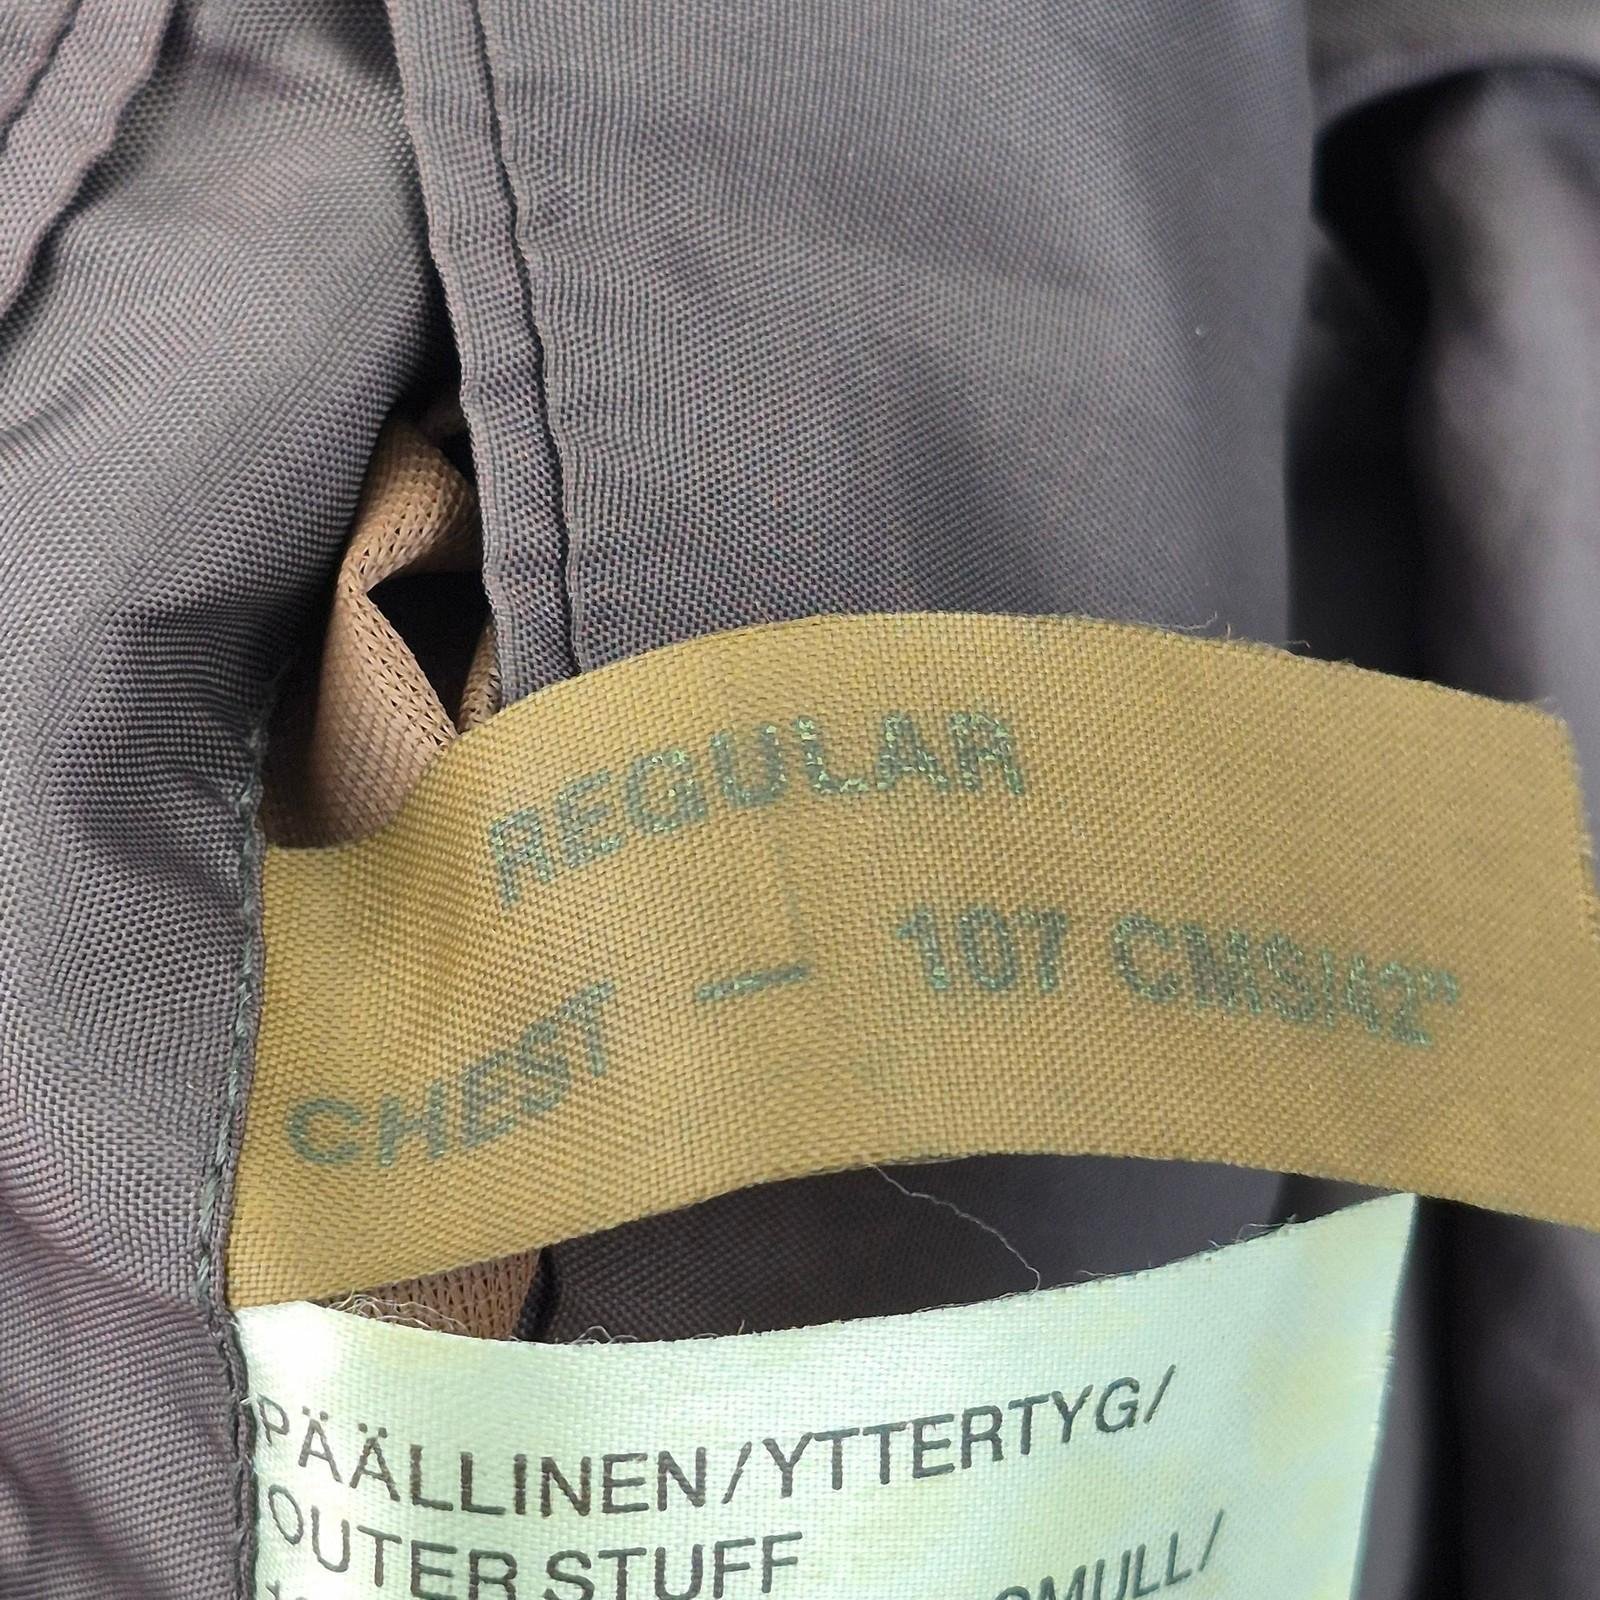 REGULAR
CHEST — 107 CMS/42"
PÄÄLLINEN/YTTERTYG/
OUTER STUFF